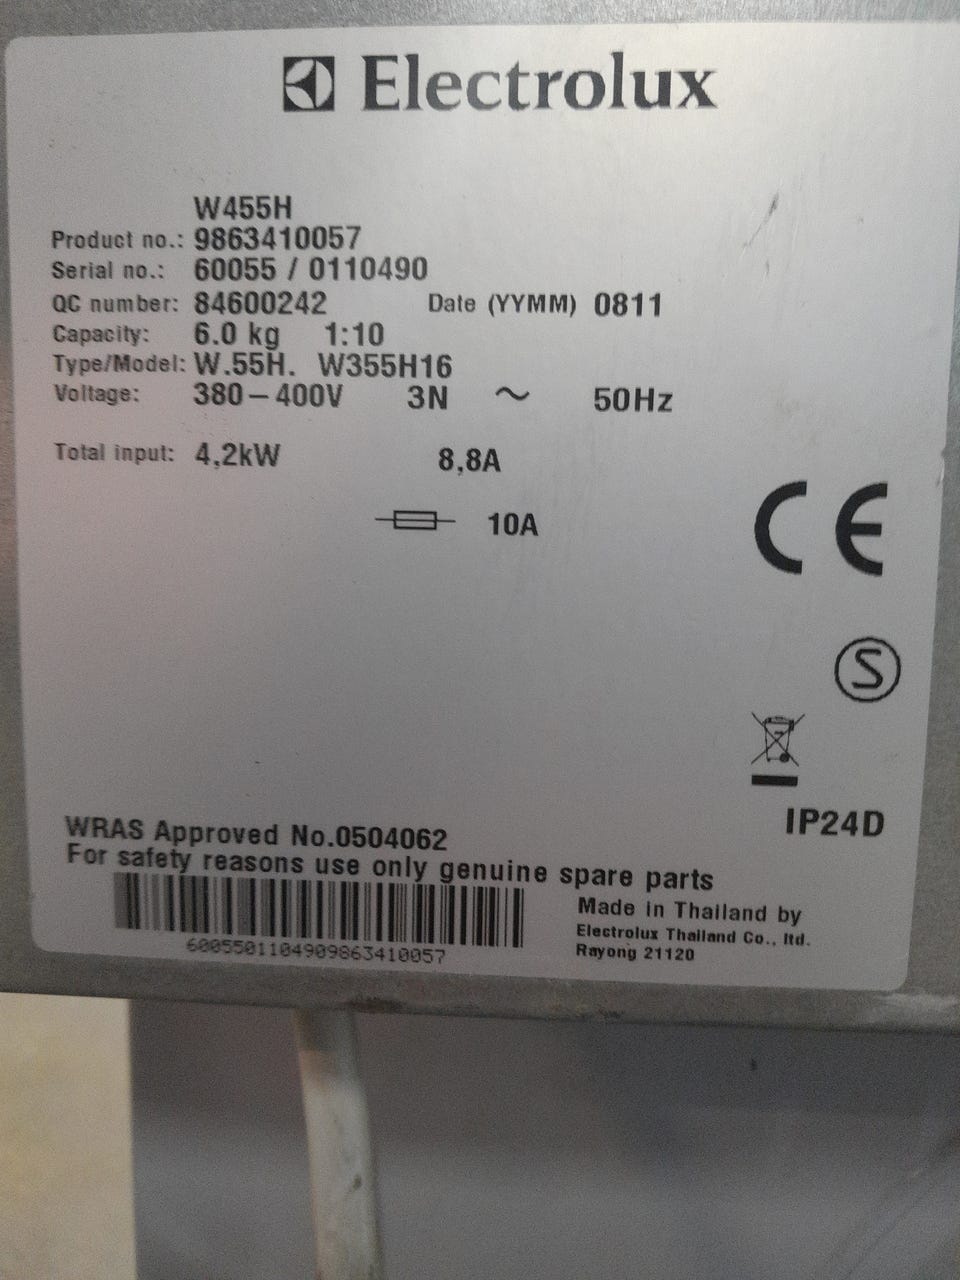 Electrolux
W455H
Product no.: 9863410057
Serial no.: 60055 / 0110490
QC number: 84600242 Date (YYMM) 0811
Capacity: 6.0 kg 1:10
Type/Model: W.55H. W355H16
Voltage: 380–400V 3N ~ 50Hz
Total input: 4,2kW 8,8A
10A
CE
S
IP24D
WRAS Approved No.0504062
For safety reasons use only genuine spare parts
600550110490​9863410057
Made in Thailand by
Electrolux Thailand Co., ltd.
Rayong 21120